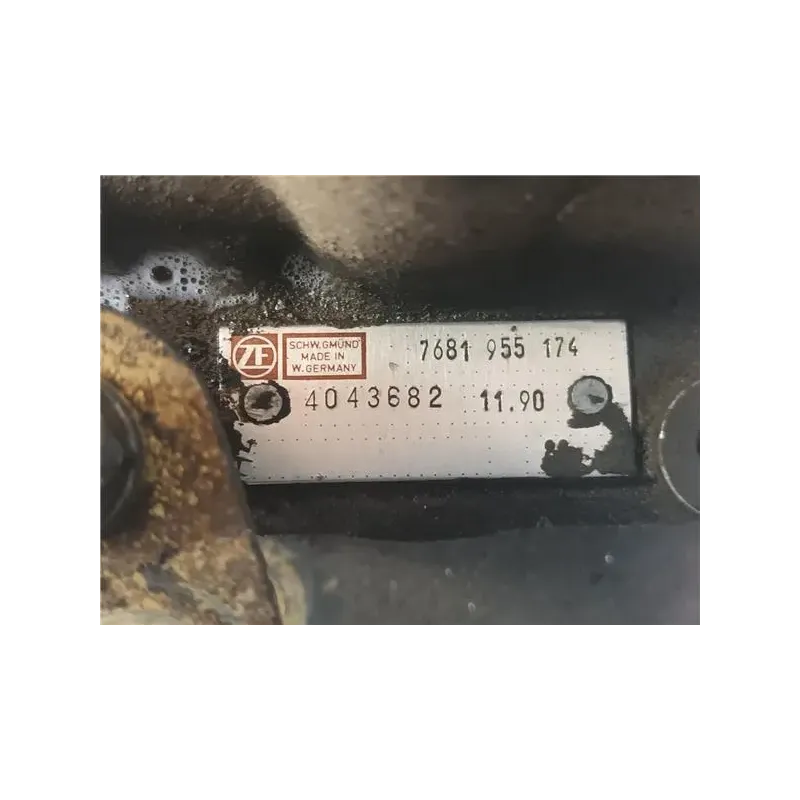 ZF
SCHW.GMÜND
MADE IN
W.GERMANY
7681 955 174
4043682 11.90